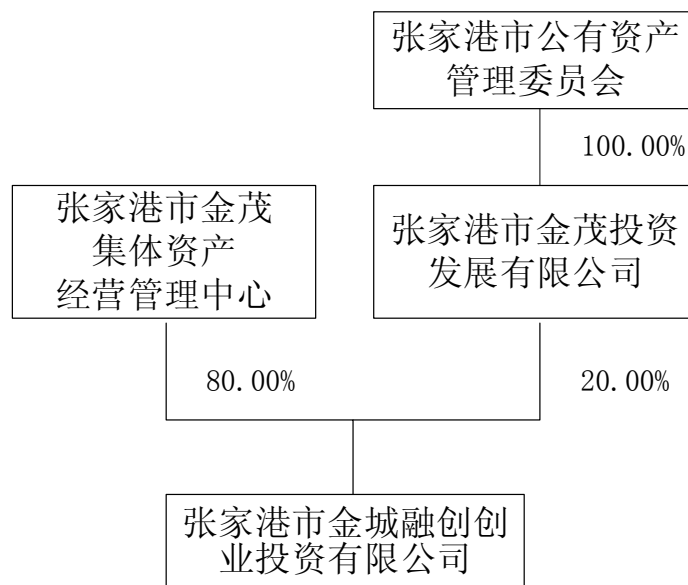 张家港市公有资产
管理委员会
100.00%
张家港市金茂
集体资产
经营管理中心
张家港市金茂投资
发展有限公司
80.00%
20.00%
张家港市金城融创创
业投资有限公司